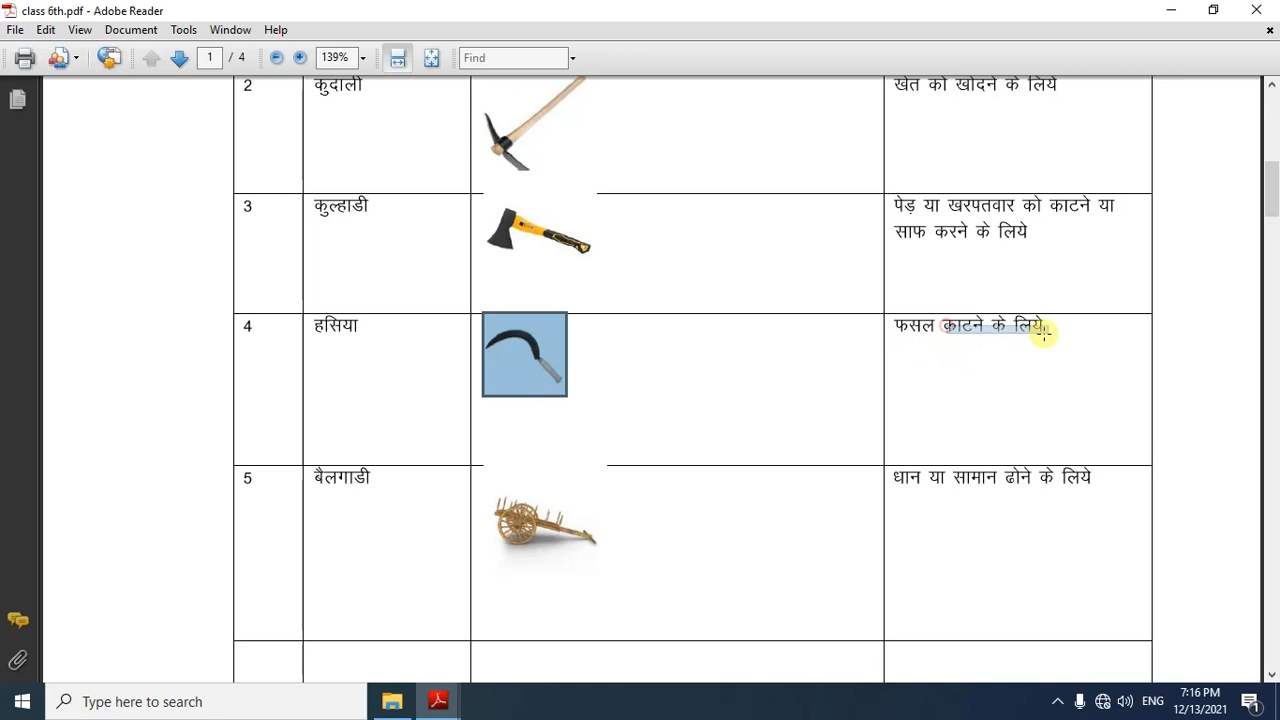 class 6th.pdf - Adobe Reader
File Edit View Document Tools Window Help
1 / 4 139% Find
2 कुदाली खेत को खोदने के लिये
3 कुल्हाडी पेड़ या खरपतवार को काटने या
साफ करने के लिये
4 हसिया फसल काटने के लिये
5 बैलगाडी धान या सामान ढोने के लिये
Type here to search
ENG
7:16 PM
12/13/2021
1